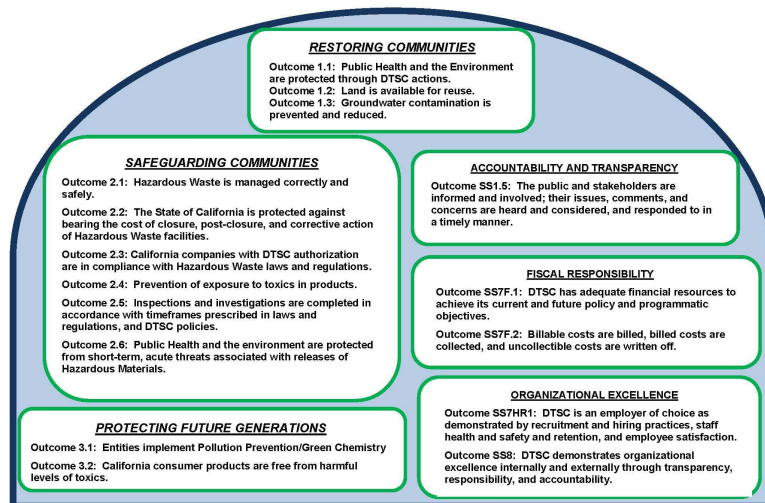 RESTORING COMMUNITIES
Outcome 1.1: Public Health and the Environment
are protected through DTSC actions.
Outcome 1.2: Land is available for reuse.
Outcome 1.3: Groundwater contamination is
prevented and reduced.
SAFEGUARDING COMMUNITIES
Outcome 2.1: Hazardous Waste is managed correctly and
safely.
Outcome 2.2: The State of California is protected against
bearing the cost of closure, post-closure, and corrective action
of Hazardous Waste facilities.
Outcome 2.3: California companies with DTSC authorization
are in compliance with Hazardous Waste laws and regulations.
Outcome 2.4: Prevention of exposure to toxics in products.
Outcome 2.5: Inspections and investigations are completed in
accordance with timeframes prescribed in laws and
regulations, and DTSC policies.
Outcome 2.6: Public Health and the environment are protected
from short-term, acute threats associated with releases of
Hazardous Materials.
PROTECTING FUTURE GENERATIONS
Outcome 3.1: Entities implement Pollution Prevention/Green Chemistry
Outcome 3.2: California consumer products are free from harmful
levels of toxics.
ACCOUNTABILITY AND TRANSPARENCY
Outcome SS1.5: The public and stakeholders are
informed and involved; their issues, comments, and
concerns are heard and considered, and responded to in
a timely manner.
FISCAL RESPONSIBILITY
Outcome SS7F.1: DTSC has adequate financial resources to
achieve its current and future policy and programmatic
objectives.
Outcome SS7F.2: Billable costs are billed, billed costs are
collected, and uncollectible costs are written off.
ORGANIZATIONAL EXCELLENCE
Outcome SS7HR1: DTSC is an employer of choice as
demonstrated by recruitment and hiring practices, staff
health and safety and retention, and employee satisfaction.
Outcome SS8: DTSC demonstrates organizational
excellence internally and externally through transparency,
responsibility, and accountability.